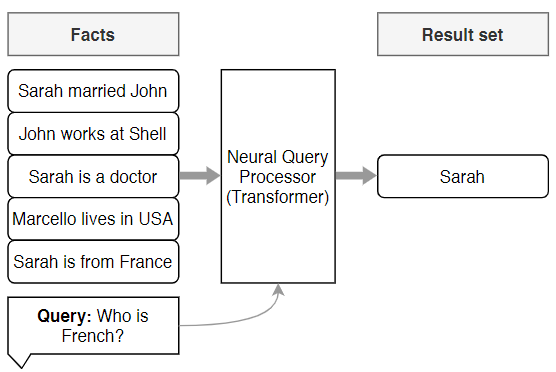 Facts
Result set
Sarah married John
John works at Shell
Sarah is a doctor
Marcello lives in USA
Sarah is from France
Neural Query
Processor
(Transformer)
Sarah
Query: Who is
French?